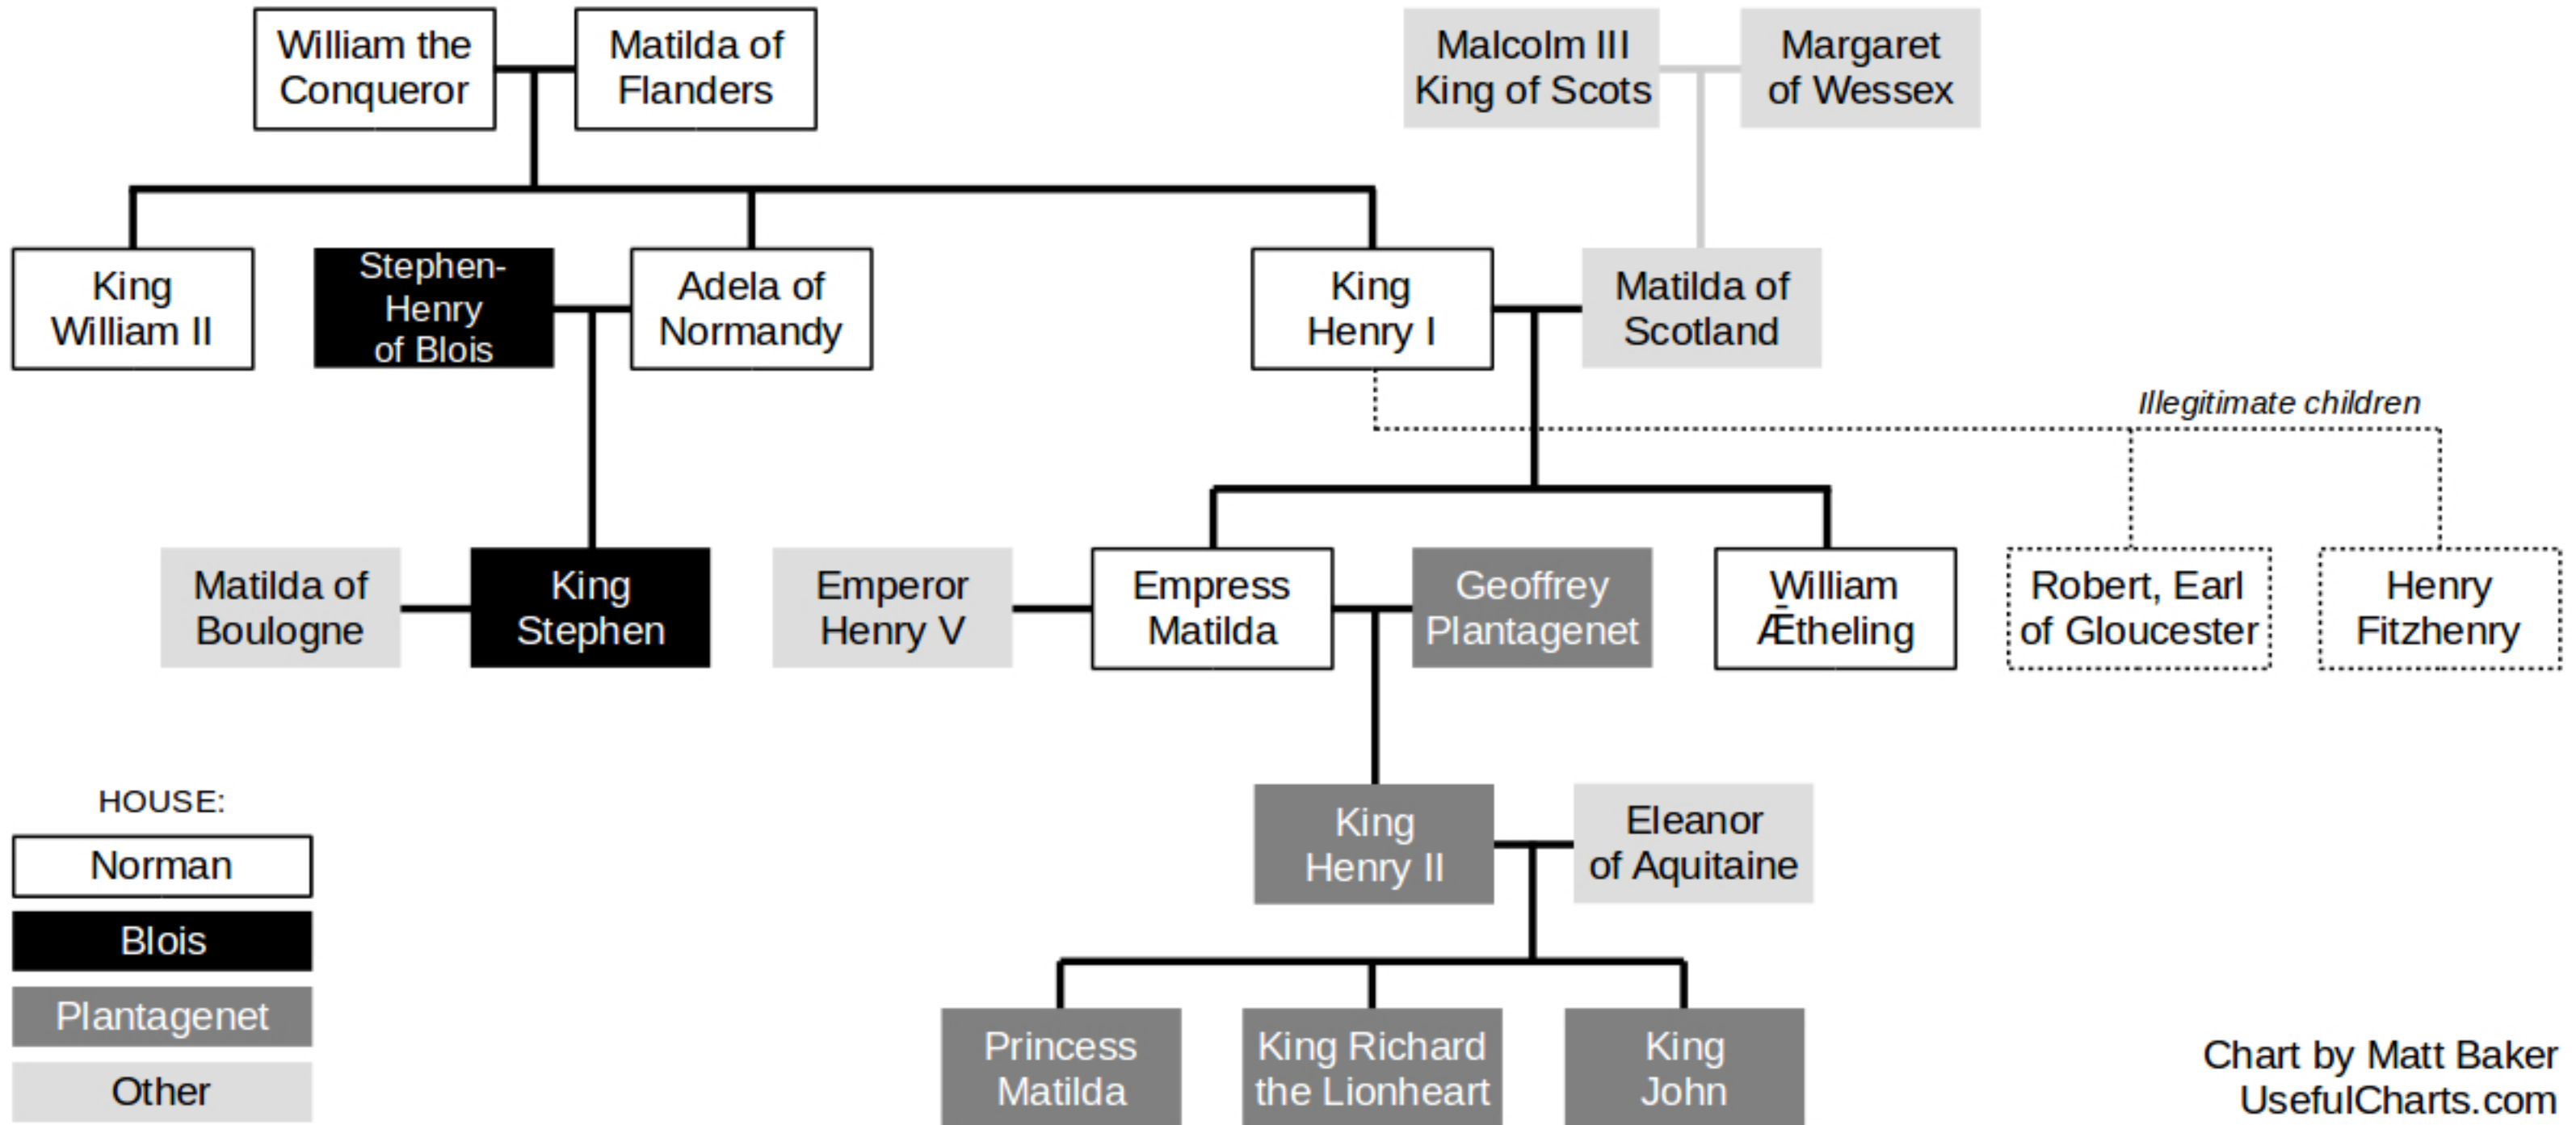 William the
Conqueror
Matilda of
Flanders
Malcolm III
King of Scots
Margaret
of Wessex
King
William II
Stephen-
Henry
of Blois
Adela of
Normandy
King
Henry I
Matilda of
Scotland
Illegitimate children
Matilda of
Boulogne
King
Stephen
Emperor
Henry V
Empress
Matilda
Geoffrey
Plantagenet
William
Ǣtheling
Robert, Earl
of Gloucester
Henry
Fitzhenry
King
Henry II
Eleanor
of Aquitaine
Princess
Matilda
King Richard
the Lionheart
King
John
HOUSE:
Norman
Blois
Plantagenet
Other
Chart by Matt Baker
UsefulCharts.com